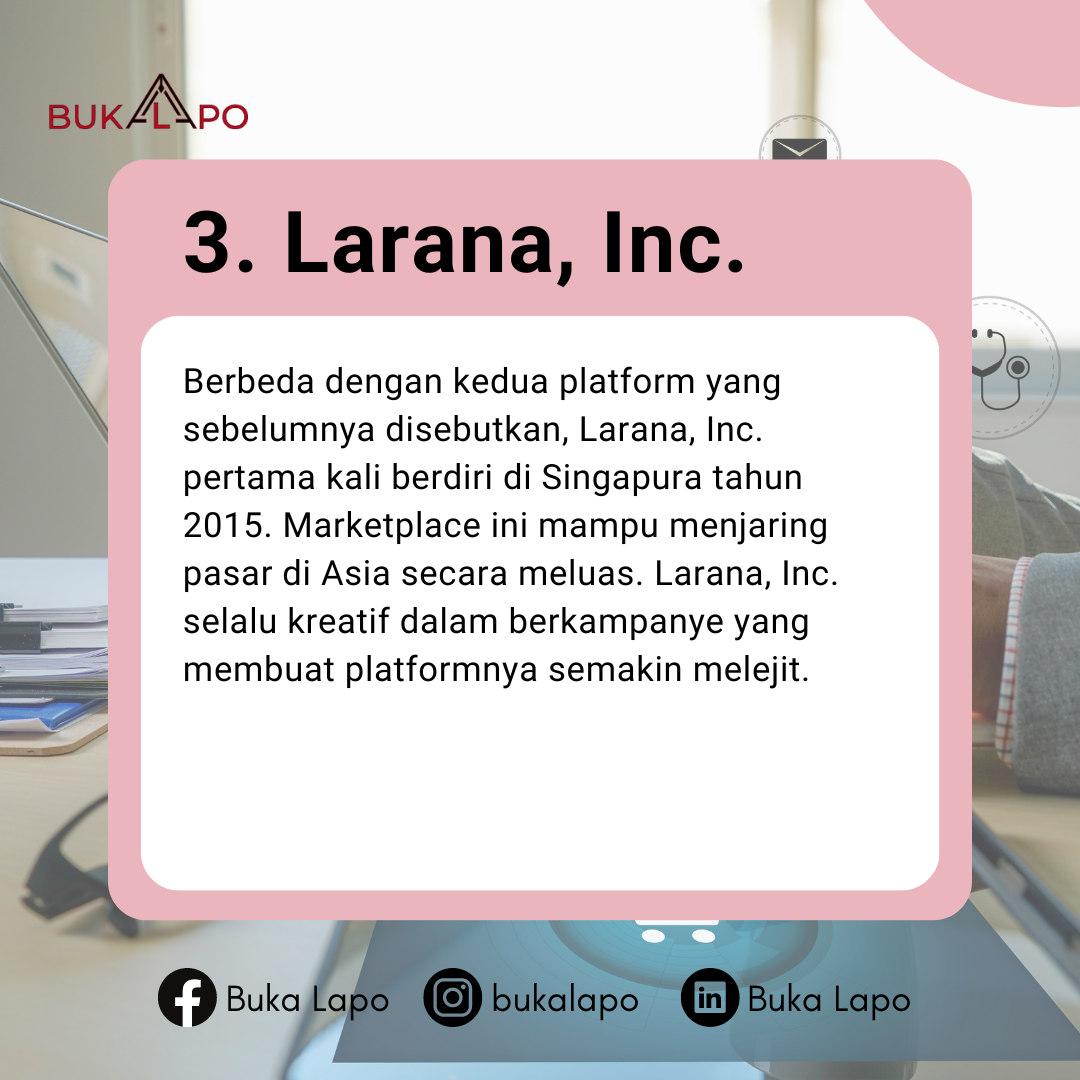 BUKALAPO
3. Larana, Inc.
Berbeda dengan kedua platform yang
sebelumnya disebutkan, Larana, Inc.
pertama kali berdiri di Singapura tahun
2015. Marketplace ini mampu menjaring
pasar di Asia secara meluas. Larana, Inc.
selalu kreatif dalam berkampanye yang
membuat platformnya semakin melejit.
Buka Lapo
bukalapo
in Buka Lapo